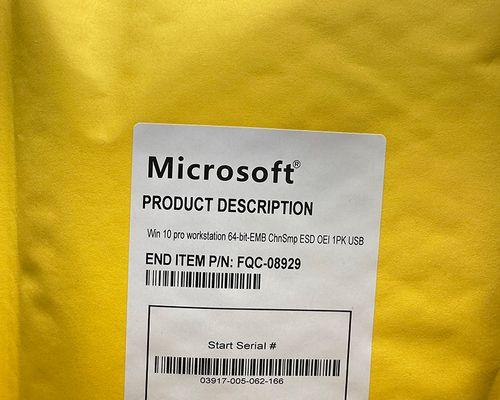 Microsoft®
PRODUCT DESCRIPTION
Win 10 pro workstation 64-bit-EMB ChnSmp ESD OEI 1PK USB
END ITEM P/N: FQC-08929
Start Serial #
03917-005-062-166